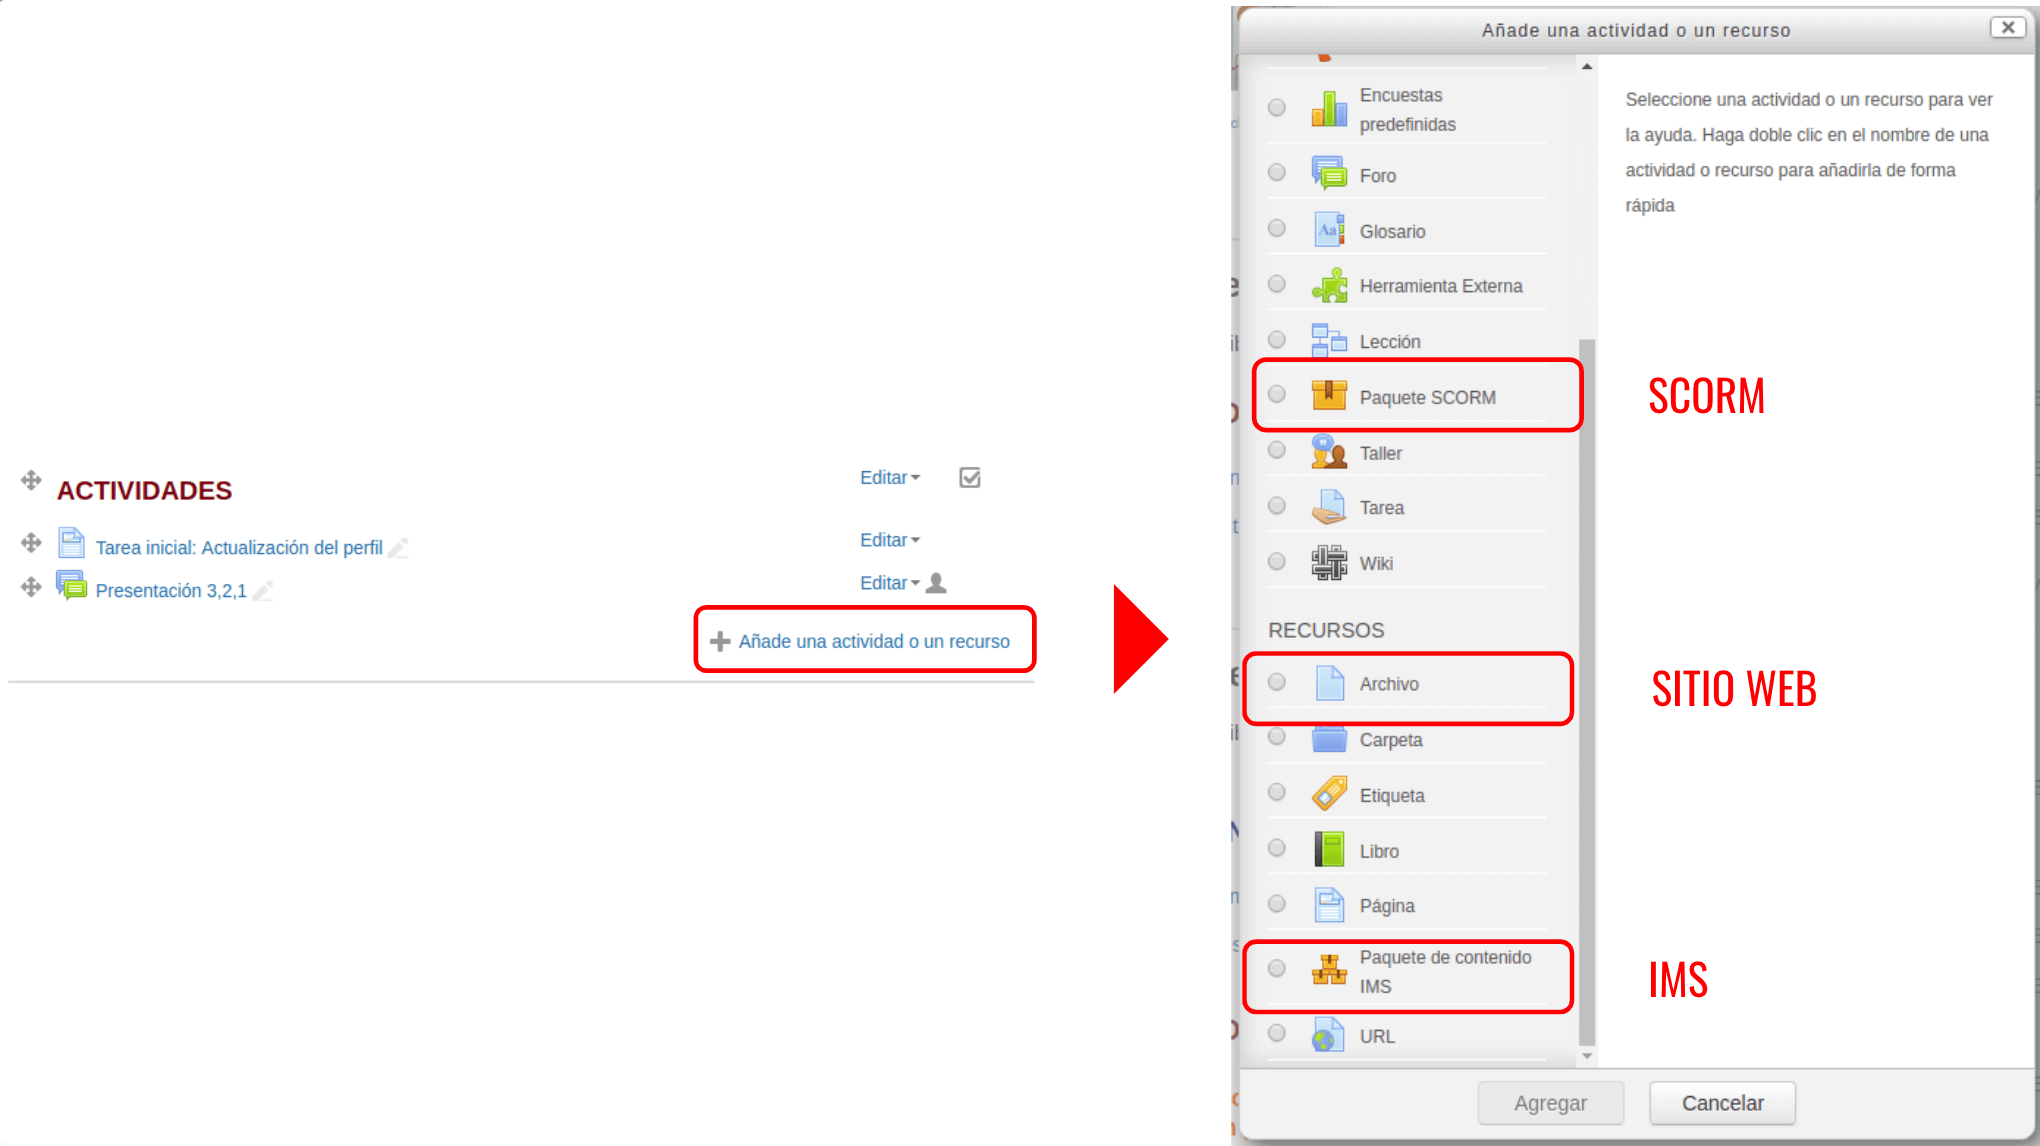 ACTIVIDADES
Editar
Tarea inicial: Actualización del perfil
Editar
Presentación 3,2,1
Editar
Añade una actividad o un recurso
Añade una actividad o un recurso
Encuestas
predefinidas
Foro
Aa
Glosario
Herramienta Externa
Lección
Paquete SCORM
Taller
Tarea
Wiki
RECURSOS
Archivo
Carpeta
Etiqueta
Libro
Página
Paquete de contenido
IMS
URL
Seleccione una actividad o un recurso para ver
la ayuda. Haga doble clic en el nombre de una
actividad o recurso para añadirla de forma
rápida
SCORM
SITIO WEB
IMS
Agregar
Cancelar